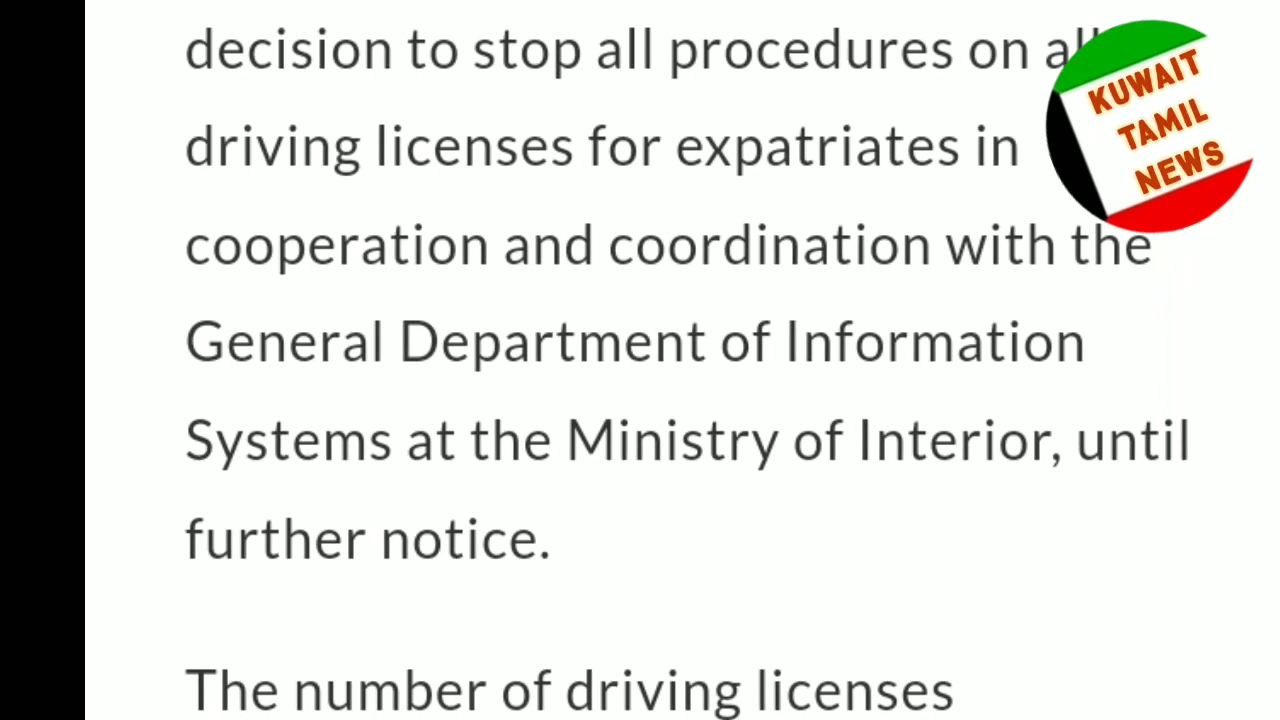 decision to stop all procedures on all
driving licenses for expatriates in
cooperation and coordination with the
General Department of Information
Systems at the Ministry of Interior, until
further notice.
The number of driving licenses
KUWAIT
TAMIL
NEWS